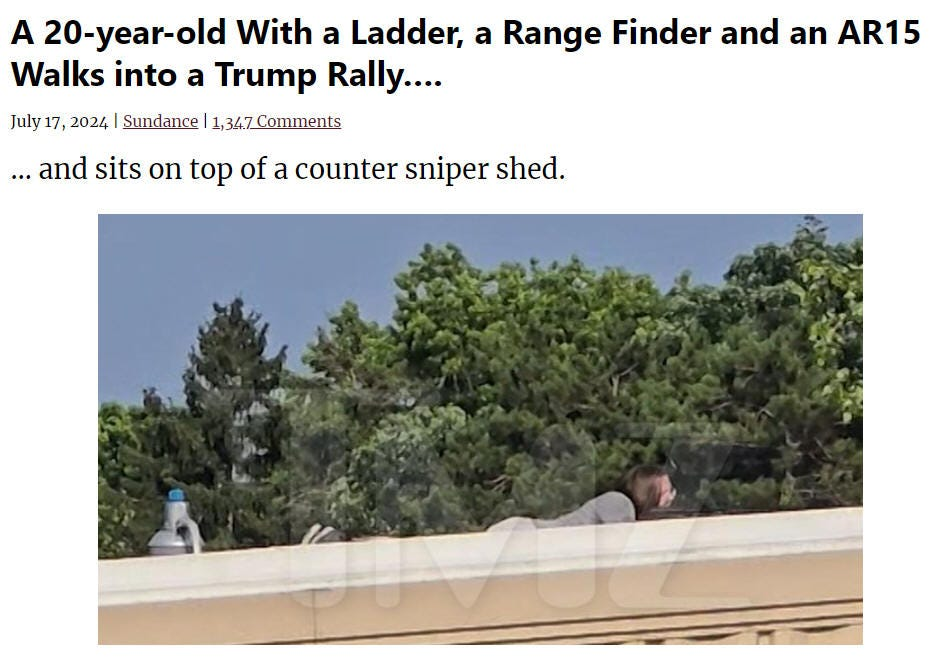 A 20-year-old With a Ladder, a Range Finder and an AR15
Walks into a Trump Rally....
July 17, 2024 | Sundance | 1,347 Comments
... and sits on top of a counter sniper shed.
TMZ